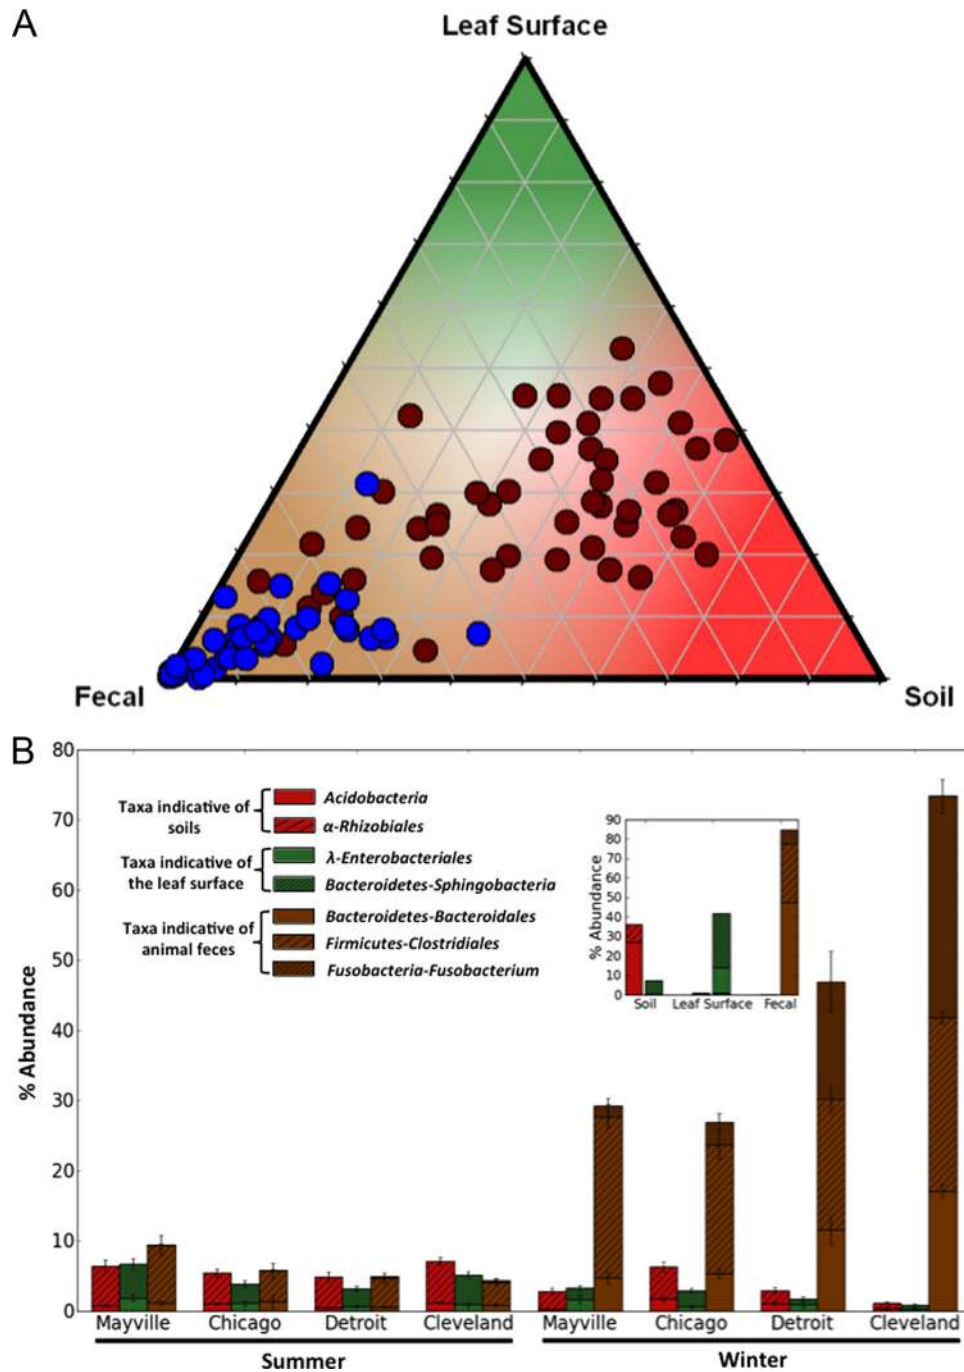 A
Leaf Surface
Fecal
Soil
B
80
70
60
50
40
30
20
10
0
% Abundance
Taxa indicative of
soils
Acidobacteria
α-Rhizobiales
Taxa indicative of
the leaf surface
λ-Enterobacteriales
Bacteroidetes-Sphingobacteria
Taxa indicative of
animal feces
Bacteroidetes-Bacteroidales
Firmicutes-Clostridiales
Fusobacteria-Fusobacterium
90
80
70
60
50
40
30
20
10
0
% Abundance
Soil Leaf Surface Fecal
Mayville Chicago Detroit Cleveland Mayville Chicago Detroit Cleveland
Summer Winter